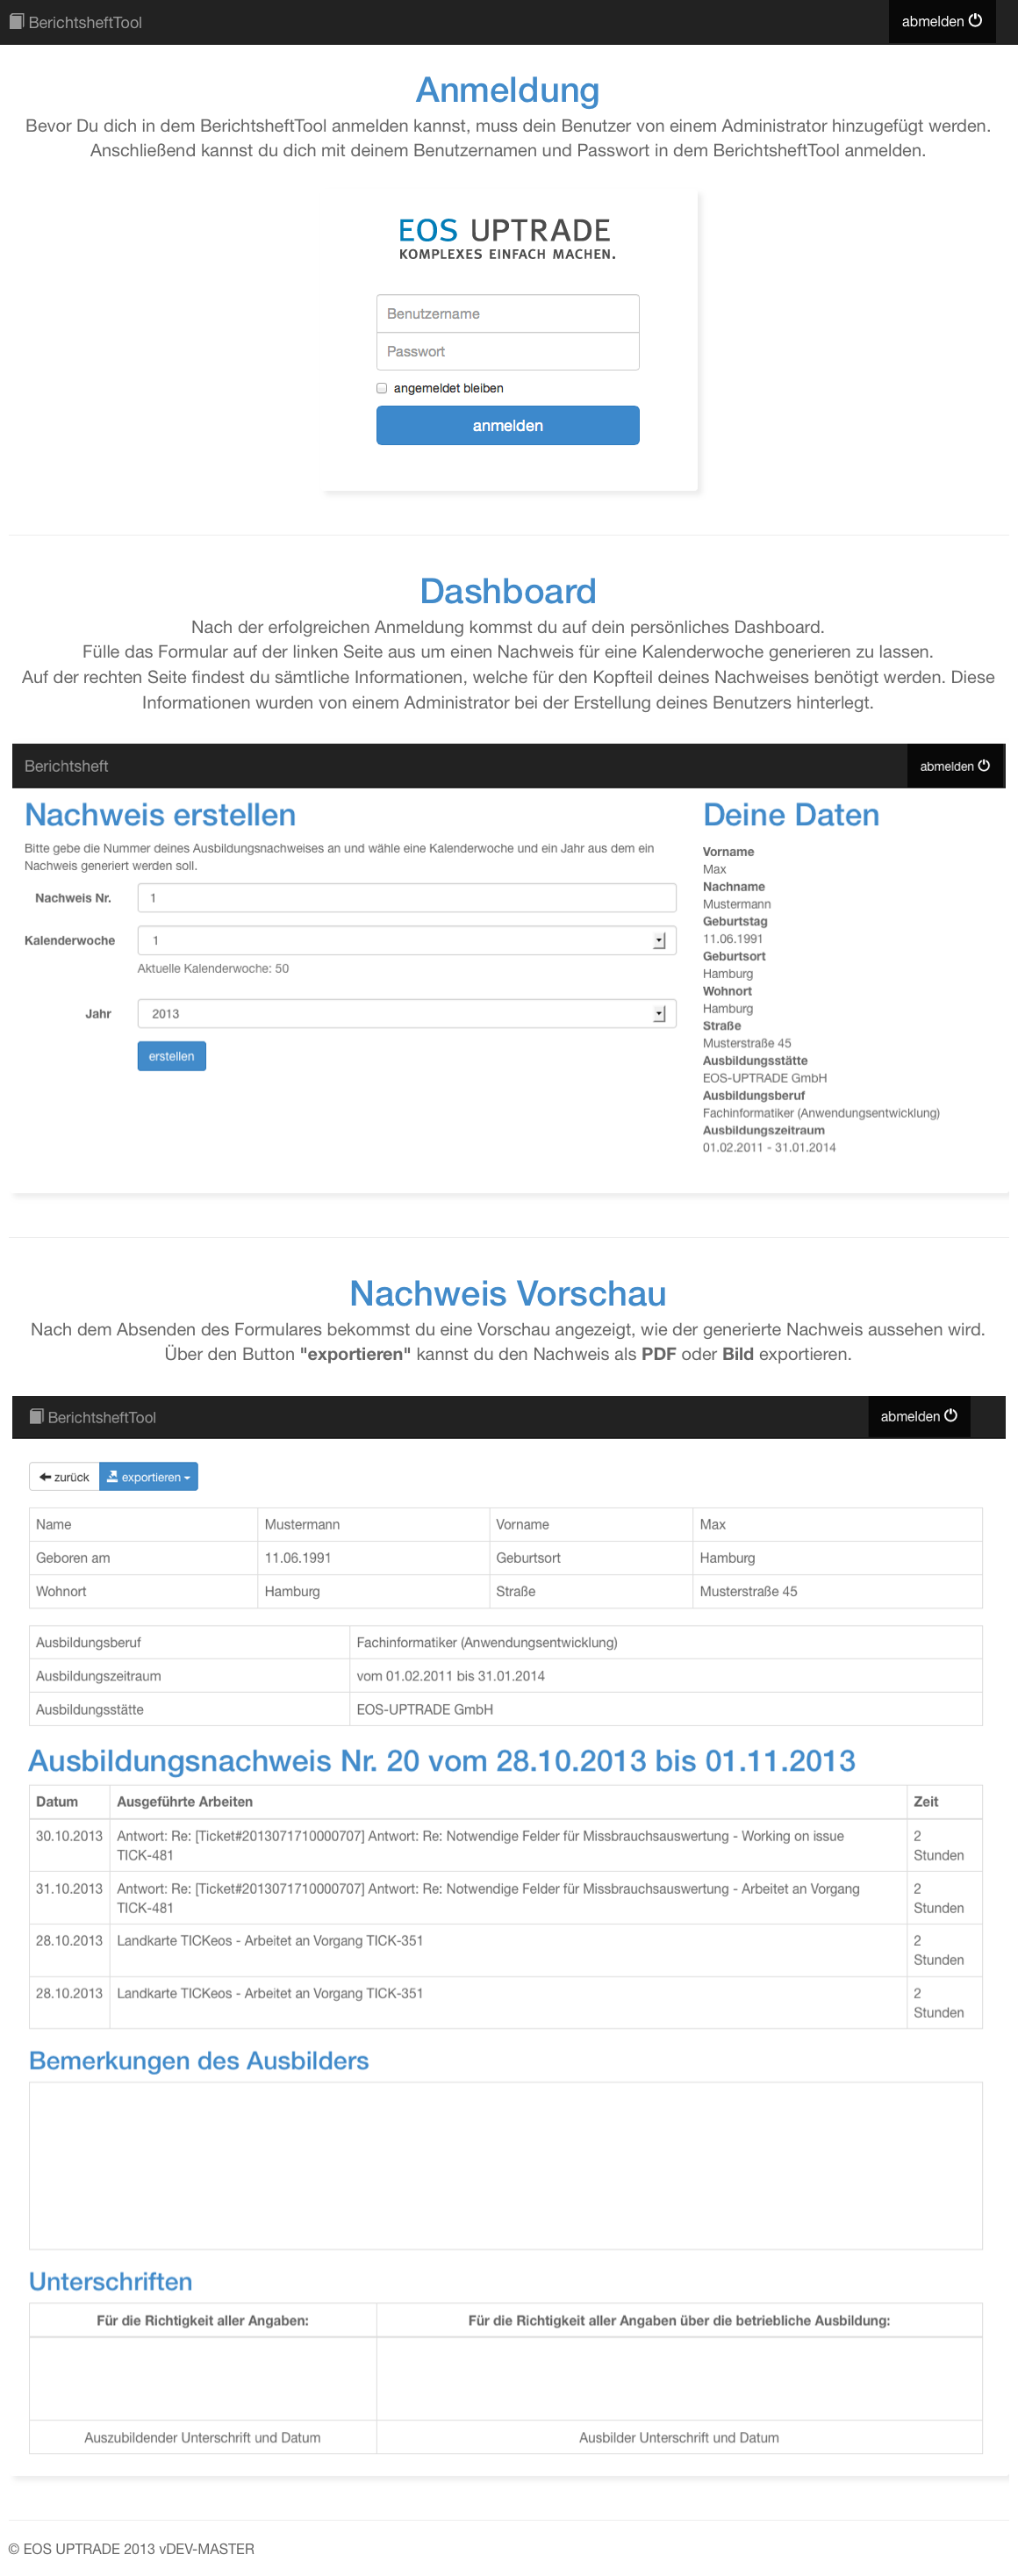 BerichtsheftTool
abmelden
Anmeldung
Bevor Du dich in dem BerichtsheftTool anmelden kannst, muss dein Benutzer von einem Administrator hinzugefügt werden.
Anschließend kannst du dich mit deinem Benutzernamen und Passwort in dem BerichtsheftTool anmelden.
EOS UPTRADE
KOMPLEXES EINFACH MACHEN.
Benutzername
Passwort
angemeldet bleiben
anmelden
Dashboard
Nach der erfolgreichen Anmeldung kommst du auf dein persönliches Dashboard.
Fülle das Formular auf der linken Seite aus um einen Nachweis für eine Kalenderwoche generieren zu lassen.
Auf der rechten Seite findest du sämtliche Informationen, welche für den Kopfteil deines Nachweises benötigt werden. Diese
Informationen wurden von einem Administrator bei der Erstellung deines Benutzers hinterlegt.
Berichtsheft
abmelden
Nachweis erstellen
Bitte gebe die Nummer deines Ausbildungsnachweises an und wähle eine Kalenderwoche und ein Jahr aus dem ein
Nachweis generiert werden soll.
Nachweis Nr. 1
Kalenderwoche 1
Aktuelle Kalenderwoche: 50
Jahr 2013
erstellen
Deine Daten
Vorname
Max
Nachname
Mustermann
Geburtstag
11.06.1991
Geburtsort
Hamburg
Wohnort
Hamburg
Straße
Musterstraße 45
Ausbildungsstätte
EOS-UPTRADE GmbH
Ausbildungsberuf
Fachinformatiker (Anwendungsentwicklung)
Ausbildungszeitraum
01.02.2011 - 31.01.2014
Nachweis Vorschau
Nach dem Absenden des Formulares bekommst du eine Vorschau angezeigt, wie der generierte Nachweis aussehen wird.
Über den Button "exportieren" kannst du den Nachweis als PDF oder Bild exportieren.
BerichtsheftTool
abmelden
zurück exportieren
Name Mustermann Vorname Max
Geboren am 11.06.1991 Geburtsort Hamburg
Wohnort Hamburg Straße Musterstraße 45
Ausbildungsberuf Fachinformatiker (Anwendungsentwicklung)
Ausbildungszeitraum vom 01.02.2011 bis 31.01.2014
Ausbildungsstätte EOS-UPTRADE GmbH
Ausbildungsnachweis Nr. 20 vom 28.10.2013 bis 01.11.2013
Datum Ausgeführte Arbeiten Zeit
30.10.2013 Antwort: Re: [Ticket#2013071710000707] Antwort: Re: Notwendige Felder für Missbrauchsauswertung - Working on issue 2
TICK-481 Stunden
31.10.2013 Antwort: Re: [Ticket#2013071710000707] Antwort: Re: Notwendige Felder für Missbrauchsauswertung - Arbeitet an Vorgang 2
TICK-481 Stunden
28.10.2013 Landkarte TICKeos - Arbeitet an Vorgang TICK-351 2
Stunden
28.10.2013 Landkarte TICKeos - Arbeitet an Vorgang TICK-351 2
Stunden
Bemerkungen des Ausbilders
Unterschriften
Für die Richtigkeit aller Angaben: Für die Richtigkeit aller Angaben über die betriebliche Ausbildung:
Auszubildender Unterschrift und Datum Ausbilder Unterschrift und Datum
© EOS UPTRADE 2013 vDEV-MASTER